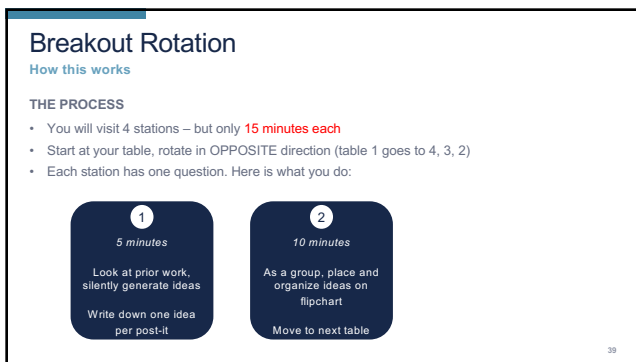 Breakout Rotation
How this works
THE PROCESS
• You will visit 4 stations – but only 15 minutes each
• Start at your table, rotate in OPPOSITE direction (table 1 goes to 4, 3, 2)
• Each station has one question. Here is what you do:
1
5 minutes
Look at prior work,
silently generate ideas
Write down one idea
per post-it
2
10 minutes
As a group, place and
organize ideas on
flipchart
Move to next table
39